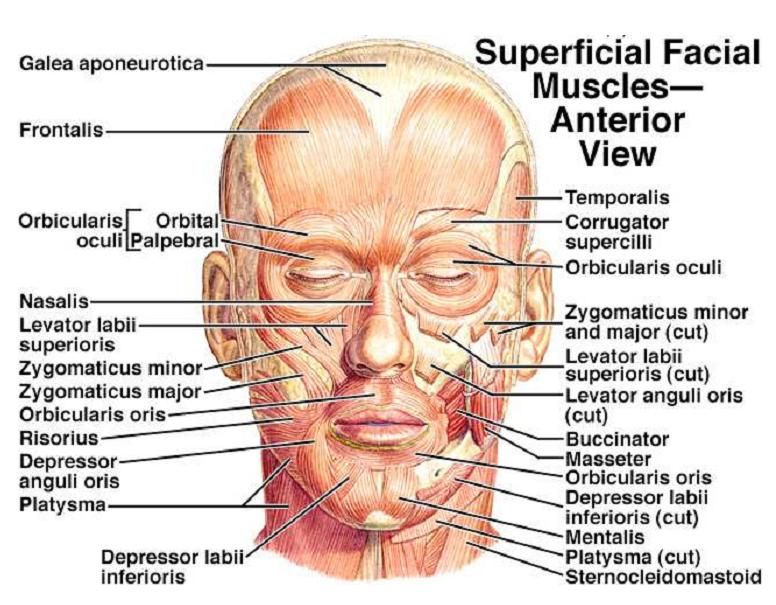 Superficial Facial
Muscles—
Anterior
View
Galea aponeurotica
Frontalis
Orbicularis
oculi
Orbital
Palpebral
Nasalis
Levator labii
superioris
Zygomaticus minor
Zygomaticus major
Orbicularis oris
Risorius
Depressor
anguli oris
Platysma
Depressor labii
inferioris
Temporalis
Corrugator
supercilli
Orbicularis oculi
Zygomaticus minor
and major (cut)
Levator labii
superioris (cut)
Levator anguli oris
(cut)
Buccinator
Masseter
Orbicularis oris
Depressor labii
inferioris (cut)
Mentalis
Platysma (cut)
Sternocleidomastoid